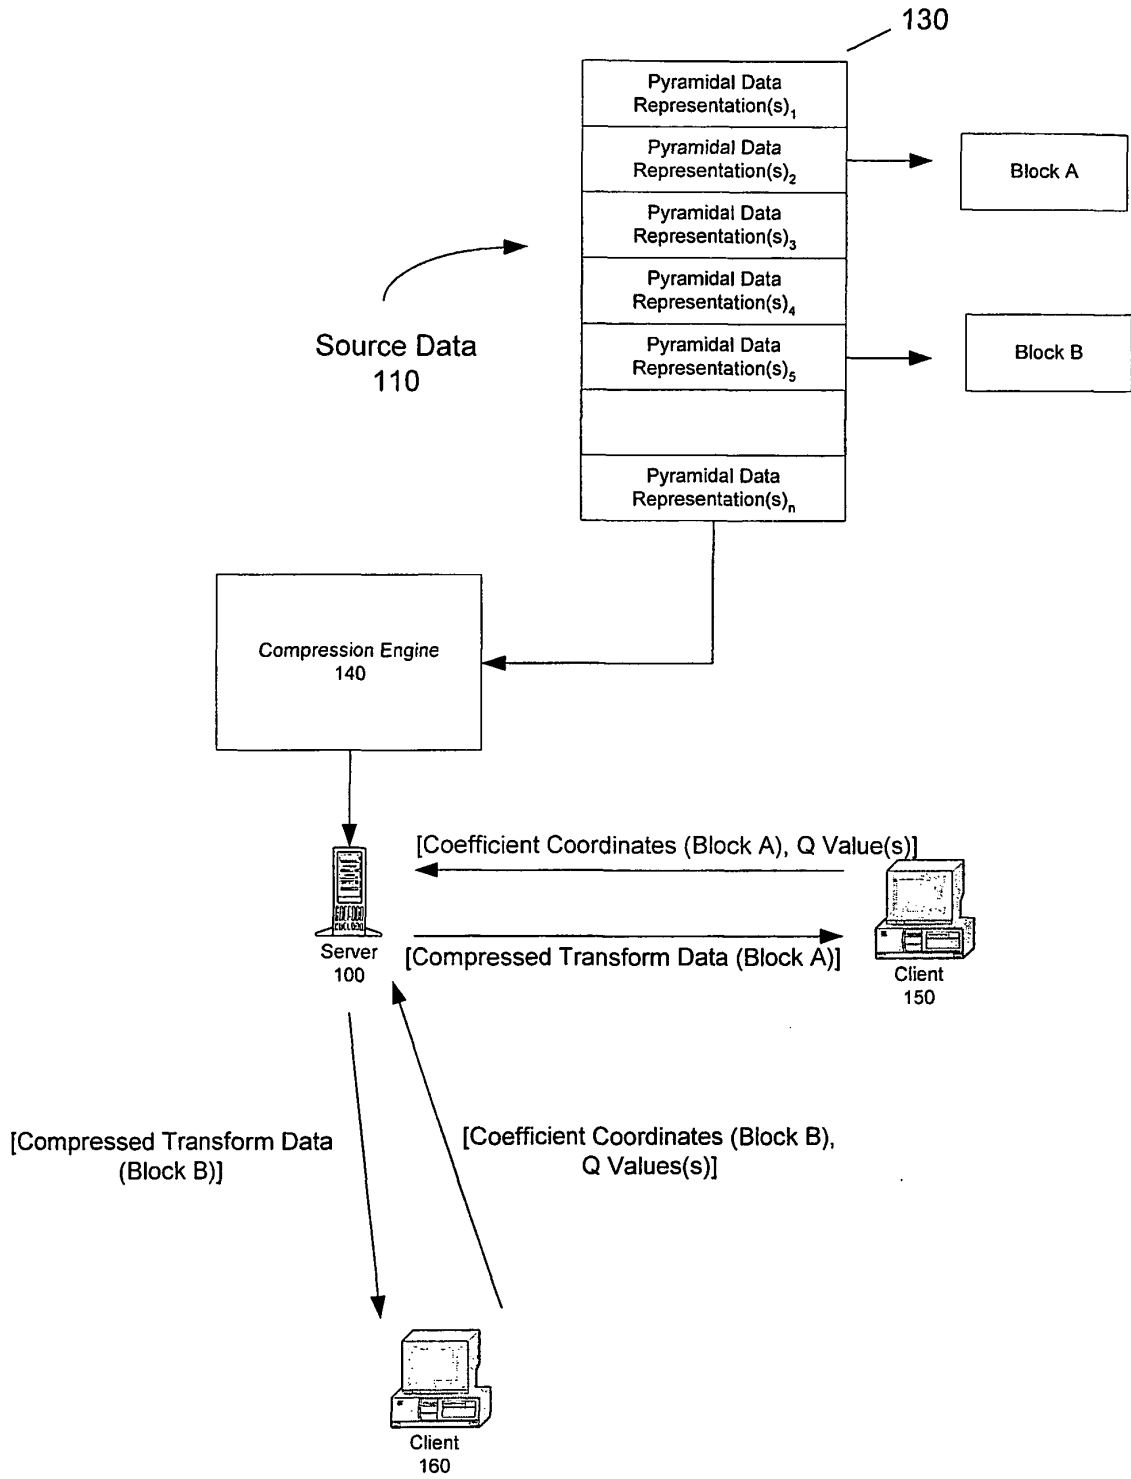 130
Pyramidal Data
Representation(s)1
Pyramidal Data
Representation(s)2
Block A
Pyramidal Data
Representation(s)3
Pyramidal Data
Representation(s)4
Source Data
110
Pyramidal Data
Representation(s)5
Block B
Pyramidal Data
Representation(s)n
Compression Engine
140
[Coefficient Coordinates (Block A), Q Value(s)]
[Compressed Transform Data (Block A)]
Server
100
Client
150
[Compressed Transform Data
(Block B)]
[Coefficient Coordinates (Block B),
Q Values(s)]
Client
160